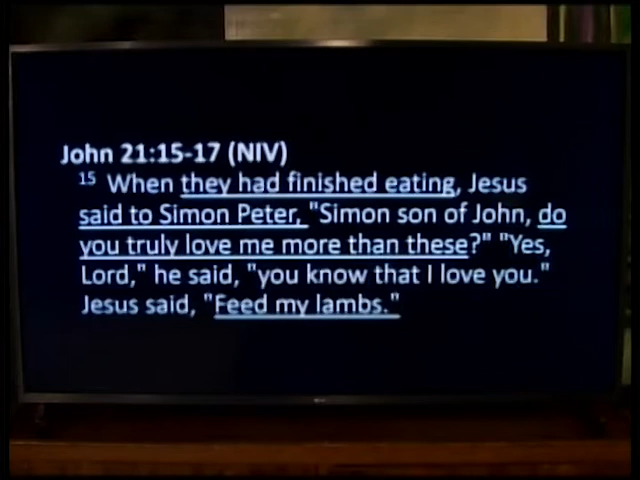 John 21:15-17 (NIV)
15 When they had finished eating, Jesus
said to Simon Peter, "Simon son of John, do
you truly love me more than these?" "Yes,
Lord," he said, "you know that I love you."
Jesus said, "Feed my lambs."